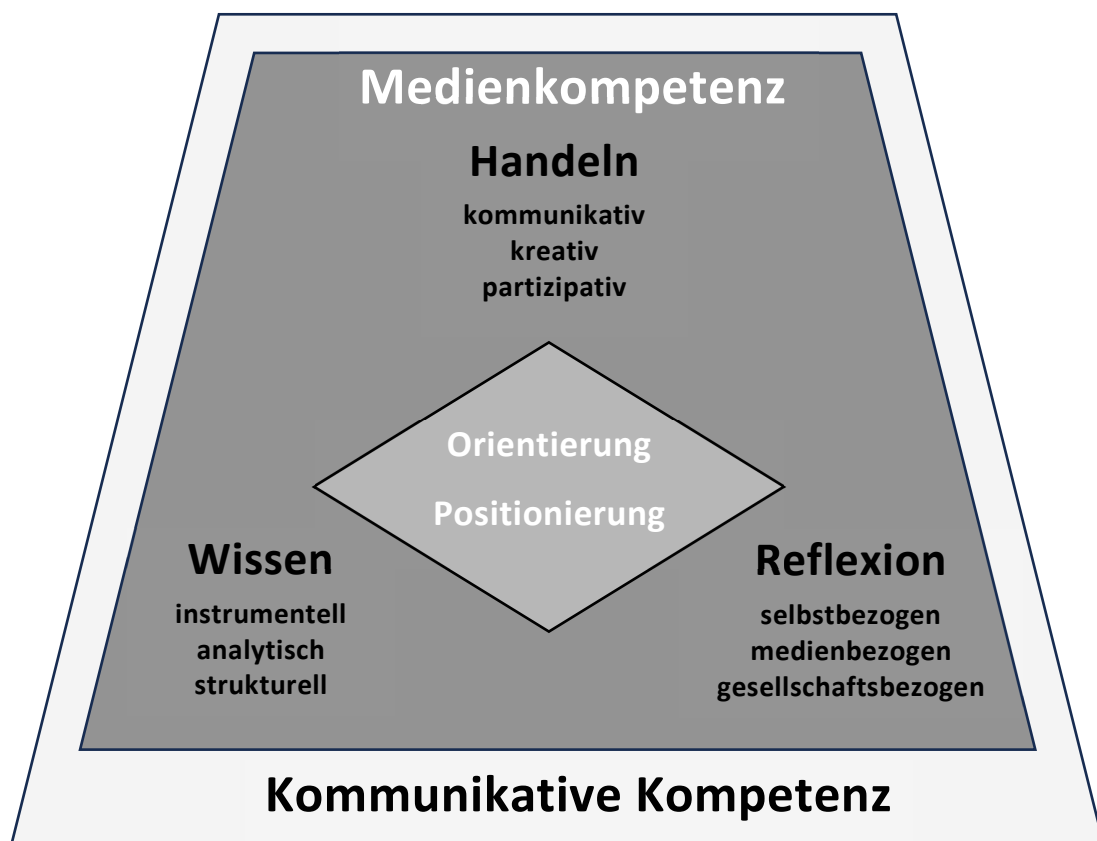 Medienkompetenz
Handeln
kommunikativ
kreativ
partizipativ
Orientierung
Positionierung
Wissen
instrumentell
analytisch
strukturell
Reflexion
selbstbezogen
medienbezogen
gesellschaftsbezogen
Kommunikative Kompetenz